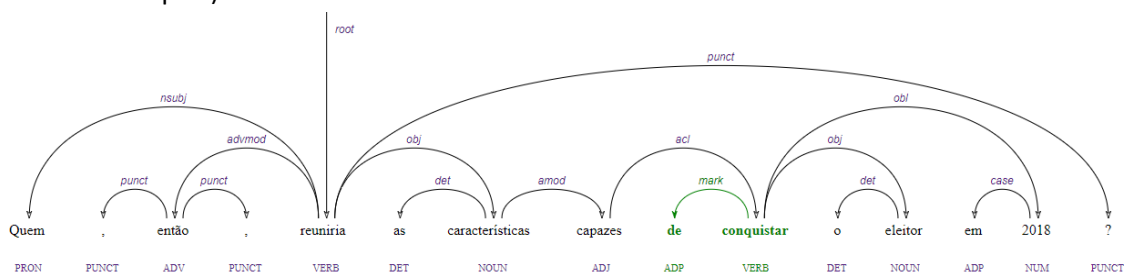 root
punct
nsubj
obl
advmod
obj
acl
obj
punct
punct
det
amod
mark
det
case
Quem , então , reuniria as características capazes de conquistar o eleitor em 2018 ?
PRON PUNCT ADV PUNCT VERB DET NOUN ADJ ADP VERB DET NOUN ADP NUM PUNCT